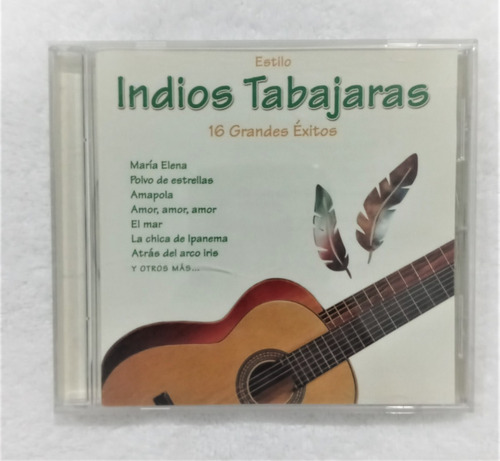 Estilo
Indios Tabajaras
16 Grandes Éxitos
María Elena
Polvo de estrellas
Amapola
Amor, amor, amor
El mar
La chica de Ipanema
Atrás del arco iris
Y OTROS MÁS...